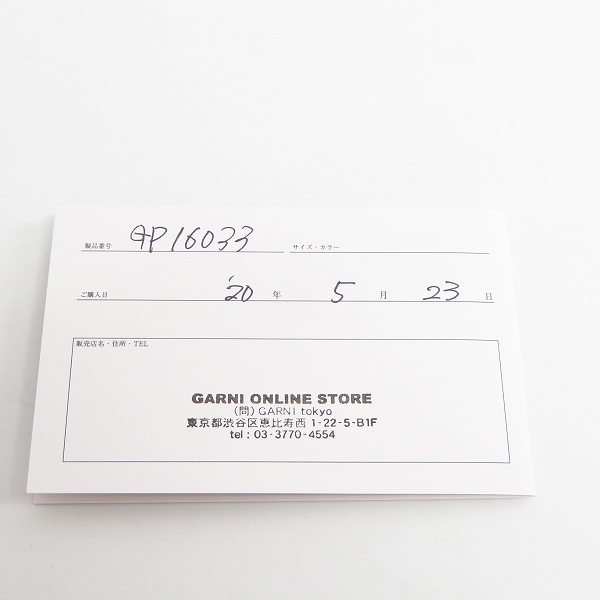 製品番号 GP16033 サイズ・カラー
ご購入日 '20 年 5 月 23 日
販売店名・住所・TEL
GARNI ONLINE STORE
(問) GARNI tokyo
東京都渋谷区恵比寿西 1-22-5-B1F
tel : 03-3770-4554